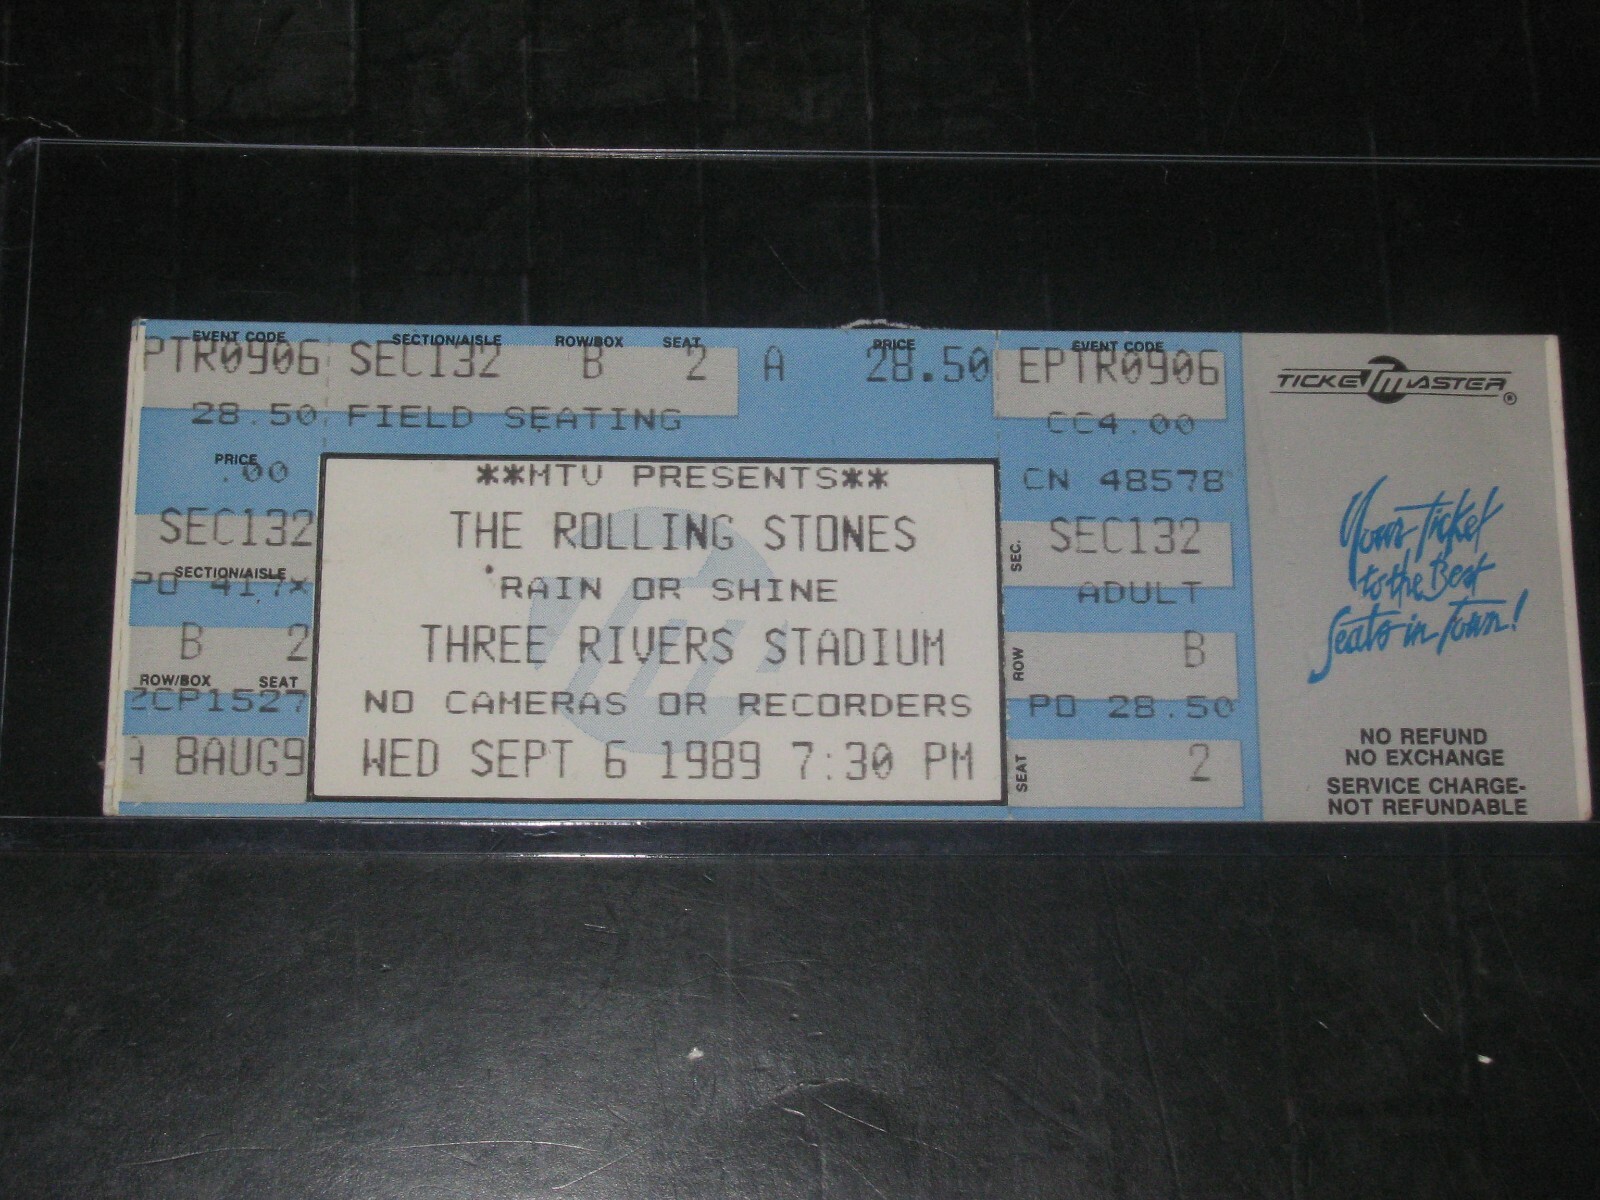 EVENT CODE SECTION/AISLE ROW/BOX SEAT PRICE EVENT CODE
PTR0906 SEC132 B 2 A 28.50 EPTR0906
28.50 FIELD SEATING CC4.00
PRICE
.00
**MTV PRESENTS**
CN 48578
SEC132
THE ROLLING STONES
SEC. SEC132
SECTION/AISLE
PO 417*
RAIN OR SHINE
ADULT
B 2
THREE RIVERS STADIUM
ROW B
ROW/BOX SEAT
ZCP1527
NO CAMERAS OR RECORDERS
PO 28.50
A 8AUG9
WED SEPT 6 1989 7:30 PM
SEAT 2
TICKETMASTER ®
Your Ticket
to the Best
Seats in Town!
NO REFUND
NO EXCHANGE
SERVICE CHARGE-
NOT REFUNDABLE